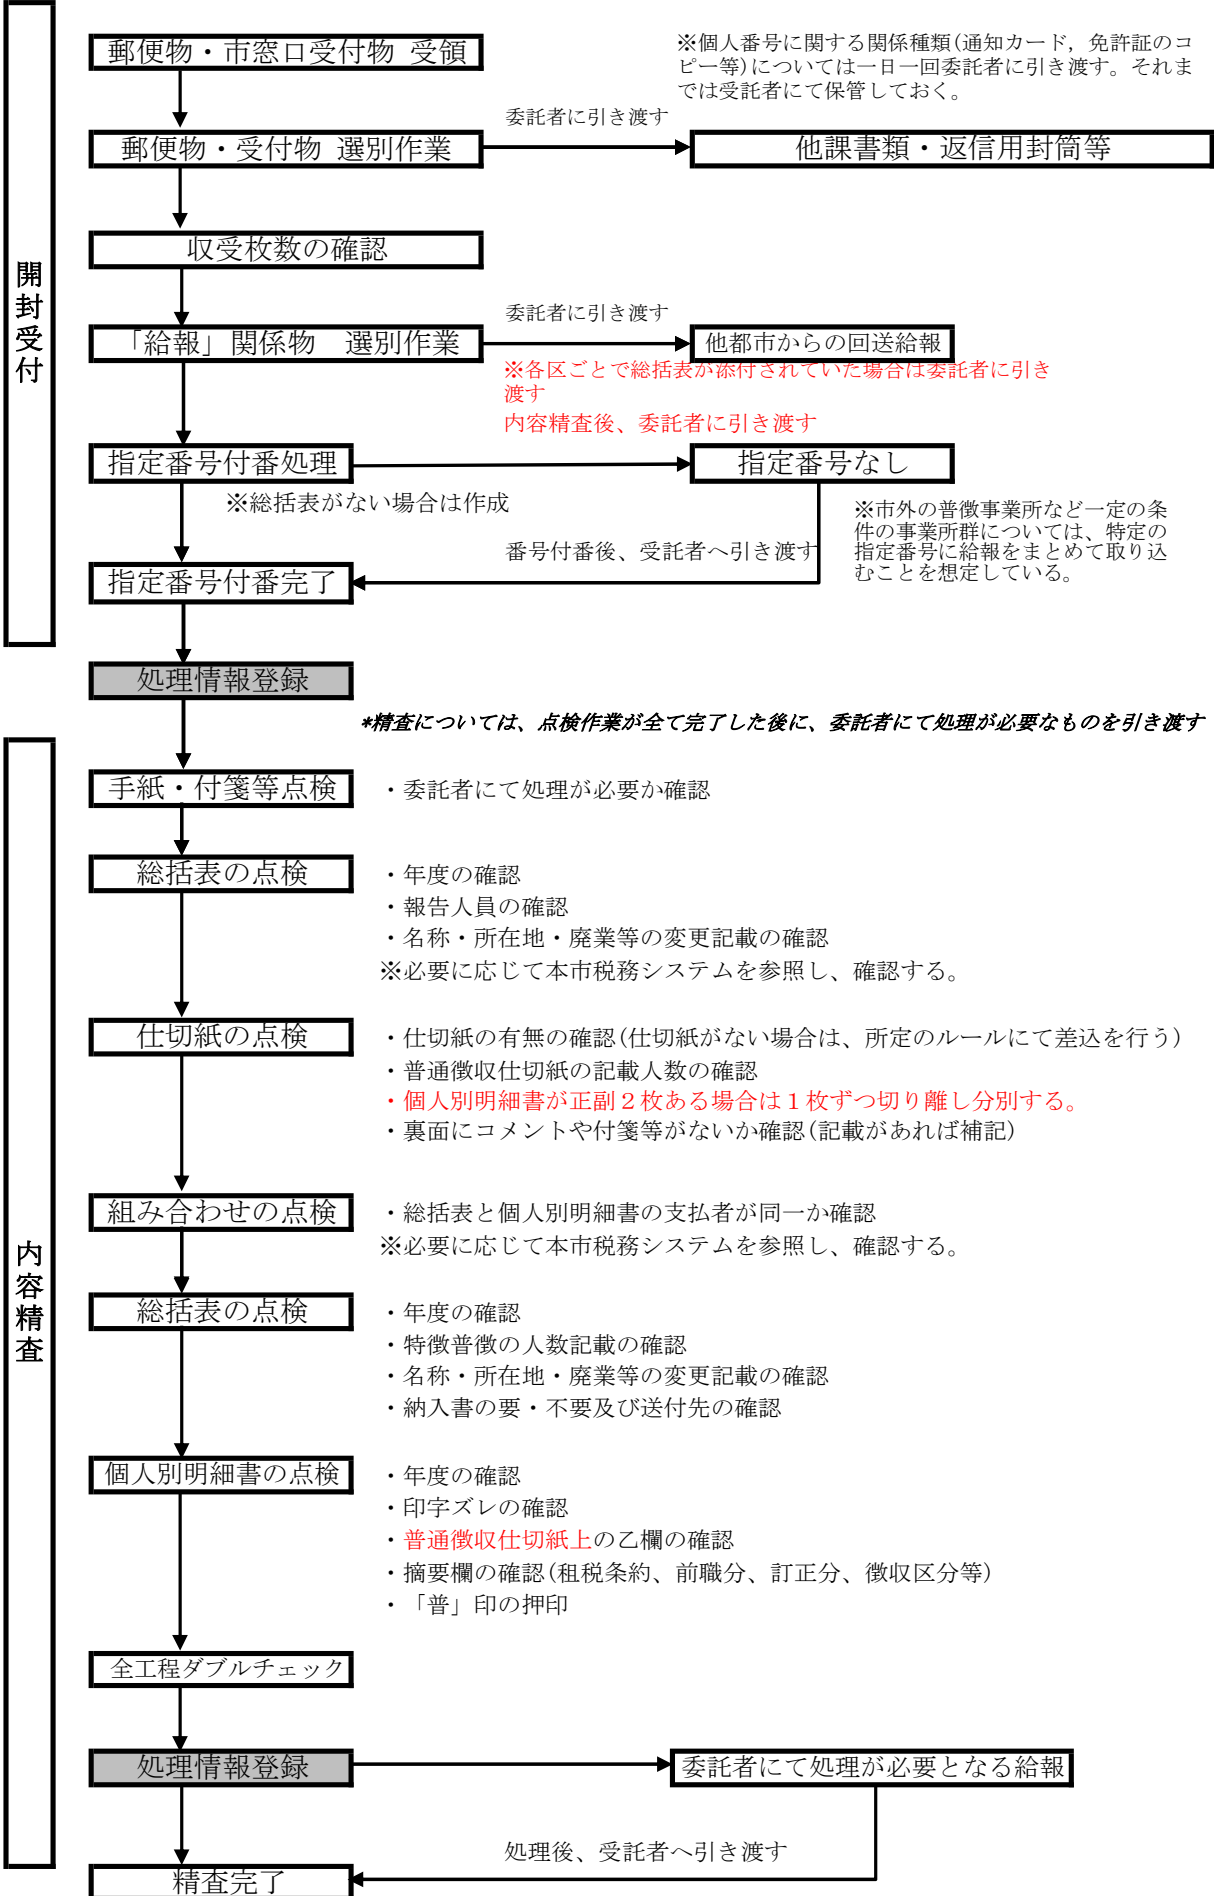 郵便物・市窓口受付物 受領
※個人番号に関する関係種類(通知カード，免許証のコ
ピー等)については一日一回委託者に引き渡す。それま
では受託者にて保管しておく。
委託者に引き渡す
郵便物・受付物 選別作業
他課書類・返信用封筒等
収受枚数の確認
開封受付
委託者に引き渡す
「給報」関係物　選別作業
他都市からの回送給報
※各区ごとで総括表が添付されていた場合は委託者に引き
渡す
内容精査後、委託者に引き渡す
指定番号付番処理
指定番号なし
※総括表がない場合は作成
※市外の普徴事業所など一定の条
件の事業所群については、特定の
指定番号に給報をまとめて取り込
むことを想定している。
番号付番後、受託者へ引き渡す
指定番号付番完了
処理情報登録
*精査については、点検作業が全て完了した後に、委託者にて処理が必要なものを引き渡す
手紙・付箋等点検
・委託者にて処理が必要か確認
総括表の点検
・年度の確認
・報告人員の確認
・名称・所在地・廃業等の変更記載の確認
※必要に応じて本市税務システムを参照し、確認する。
仕切紙の点検
・仕切紙の有無の確認(仕切紙がない場合は、所定のルールにて差込を行う)
・普通徴収仕切紙の記載人数の確認
・個人別明細書が正副２枚ある場合は１枚ずつ切り離し分別する。
・裏面にコメントや付箋等がないか確認(記載があれば補記)
組み合わせの点検
・総括表と個人別明細書の支払者が同一か確認
※必要に応じて本市税務システムを参照し、確認する。
内容精査
総括表の点検
・年度の確認
・特徴普徴の人数記載の確認
・名称・所在地・廃業等の変更記載の確認
・納入書の要・不要及び送付先の確認
個人別明細書の点検
・年度の確認
・印字ズレの確認
・普通徴収仕切紙上の乙欄の確認
・摘要欄の確認(租税条約、前職分、訂正分、徴収区分等)
・「普」印の押印
全工程ダブルチェック
処理情報登録
委託者にて処理が必要となる給報
処理後、受託者へ引き渡す
精査完了